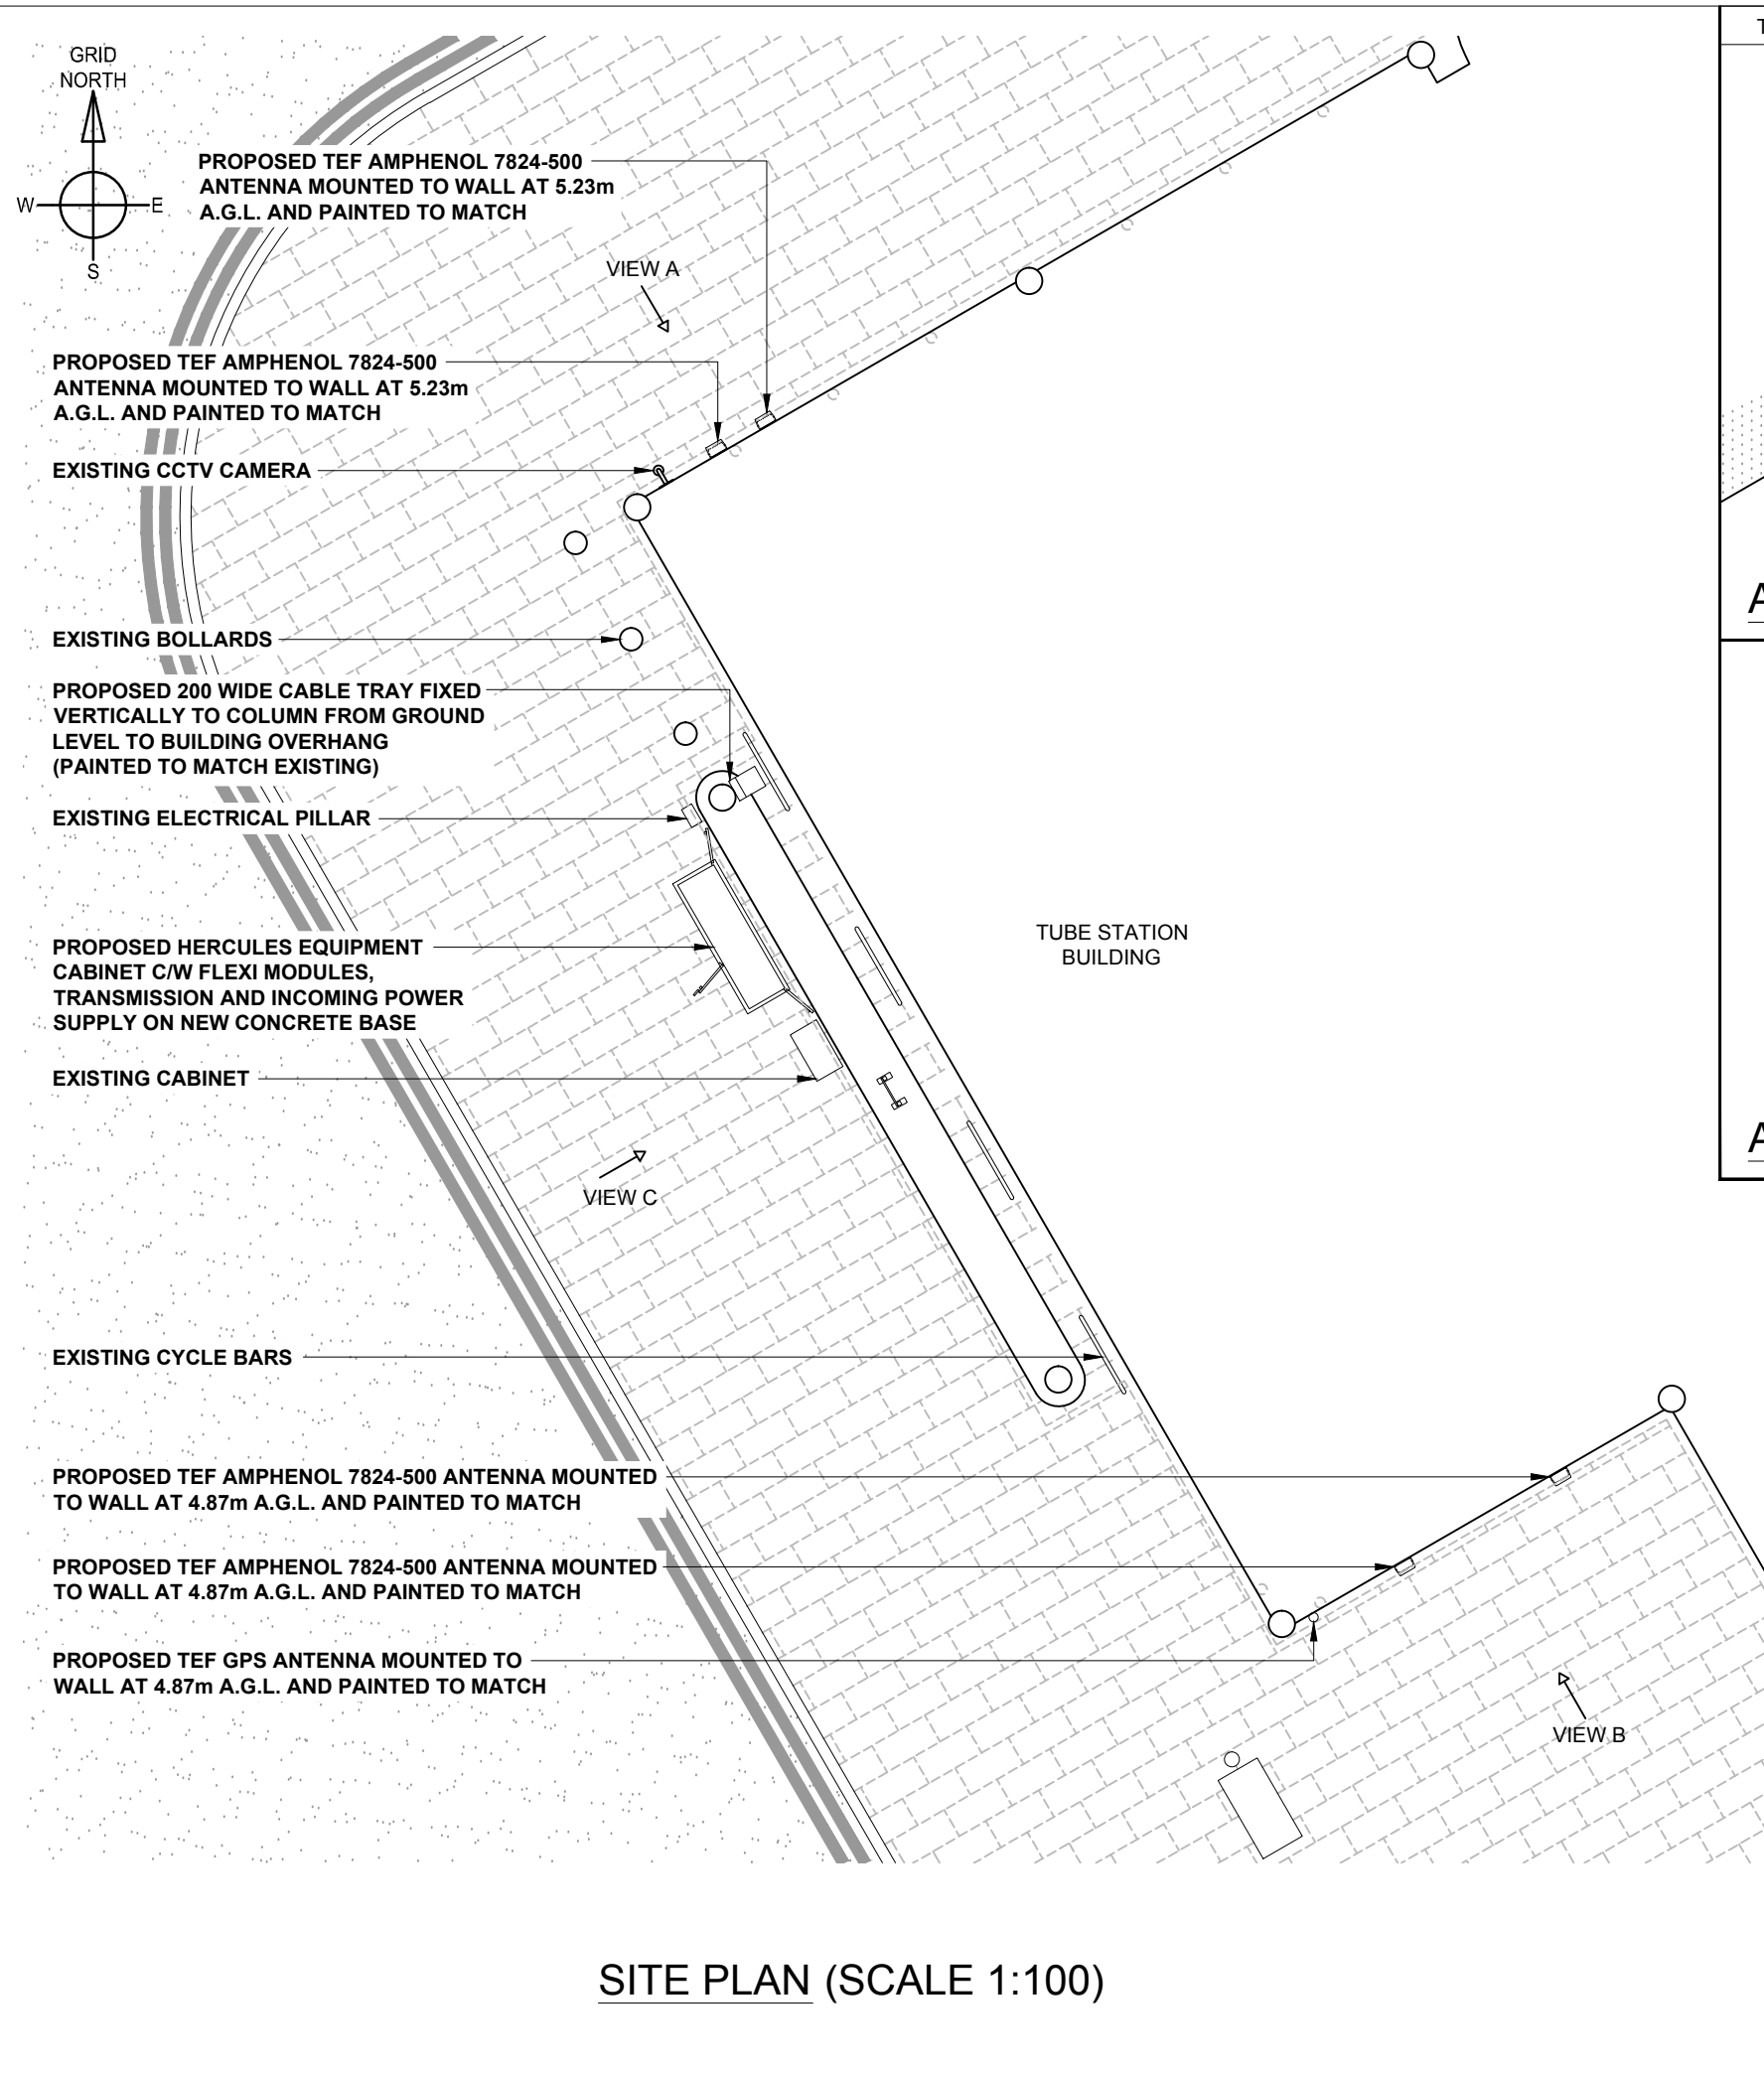 GRID
NORTH
W
E
S
PROPOSED TEF AMPHENOL 7824-500
ANTENNA MOUNTED TO WALL AT 5.23m
A.G.L. AND PAINTED TO MATCH
VIEW A
PROPOSED TEF AMPHENOL 7824-500
ANTENNA MOUNTED TO WALL AT 5.23m
A.G.L. AND PAINTED TO MATCH
EXISTING CCTV CAMERA
EXISTING BOLLARDS
PROPOSED 200 WIDE CABLE TRAY FIXED
VERTICALLY TO COLUMN FROM GROUND
LEVEL TO BUILDING OVERHANG
(PAINTED TO MATCH EXISTING)
EXISTING ELECTRICAL PILLAR
PROPOSED HERCULES EQUIPMENT
CABINET C/W FLEXI MODULES,
TRANSMISSION AND INCOMING POWER
SUPPLY ON NEW CONCRETE BASE
TUBE STATION
BUILDING
EXISTING CABINET
VIEW C
EXISTING CYCLE BARS
PROPOSED TEF AMPHENOL 7824-500 ANTENNA MOUNTED
TO WALL AT 4.87m A.G.L. AND PAINTED TO MATCH
PROPOSED TEF AMPHENOL 7824-500 ANTENNA MOUNTED
TO WALL AT 4.87m A.G.L. AND PAINTED TO MATCH
PROPOSED TEF GPS ANTENNA MOUNTED TO
WALL AT 4.87m A.G.L. AND PAINTED TO MATCH
VIEW B
SITE PLAN (SCALE 1:100)